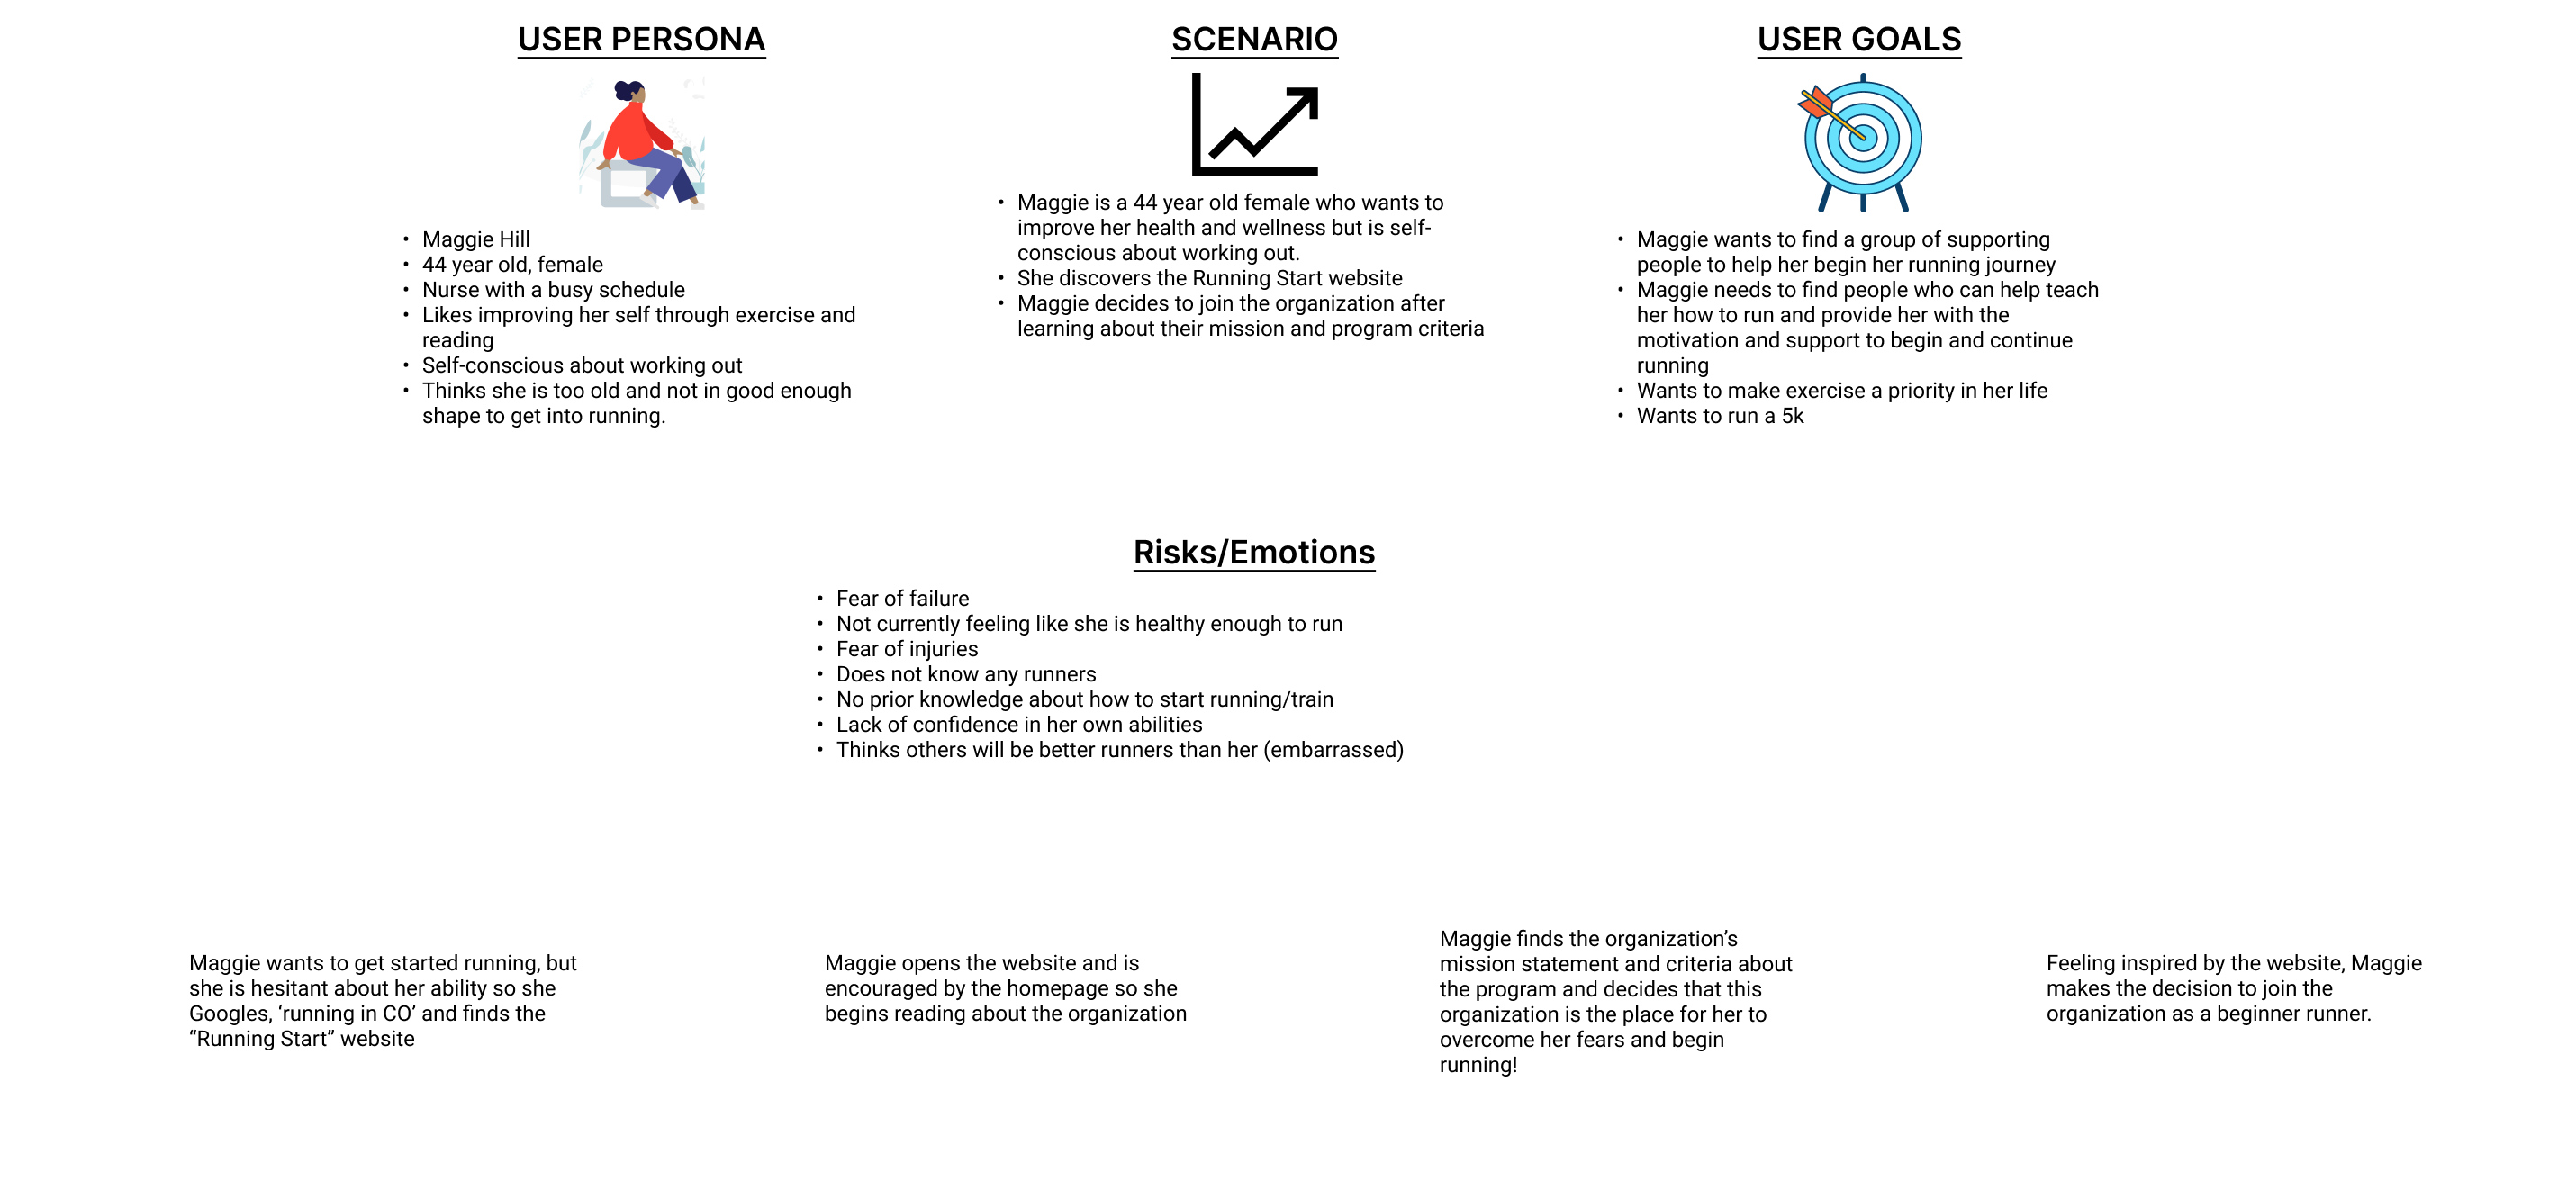 USER PERSONA
• Maggie Hill
• 44 year old, female
• Nurse with a busy schedule
• Likes improving her self through exercise and
reading
• Self-conscious about working out
• Thinks she is too old and not in good enough
shape to get into running.
SCENARIO
• Maggie is a 44 year old female who wants to
improve her health and wellness but is self-
conscious about working out.
• She discovers the Running Start website
• Maggie decides to join the organization after
learning about their mission and program criteria
USER GOALS
• Maggie wants to find a group of supporting
people to help her begin her running journey
• Maggie needs to find people who can help teach
her how to run and provide her with the
motivation and support to begin and continue
running
• Wants to make exercise a priority in her life
• Wants to run a 5k
Risks/Emotions
• Fear of failure
• Not currently feeling like she is healthy enough to run
• Fear of injuries
• Does not know any runners
• No prior knowledge about how to start running/train
• Lack of confidence in her own abilities
• Thinks others will be better runners than her (embarrassed)
Maggie wants to get started running, but
she is hesitant about her ability so she
Googles, ‘running in CO’ and finds the
“Running Start” website
Maggie opens the website and is
encouraged by the homepage so she
begins reading about the organization
Maggie finds the organization’s
mission statement and criteria about
the program and decides that this
organization is the place for her to
overcome her fears and begin
running!
Feeling inspired by the website, Maggie
makes the decision to join the
organization as a beginner runner.